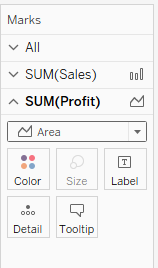 Marks
All
SUM(Sales)
SUM(Profit)
Area
Color Size Label
Detail Tooltip